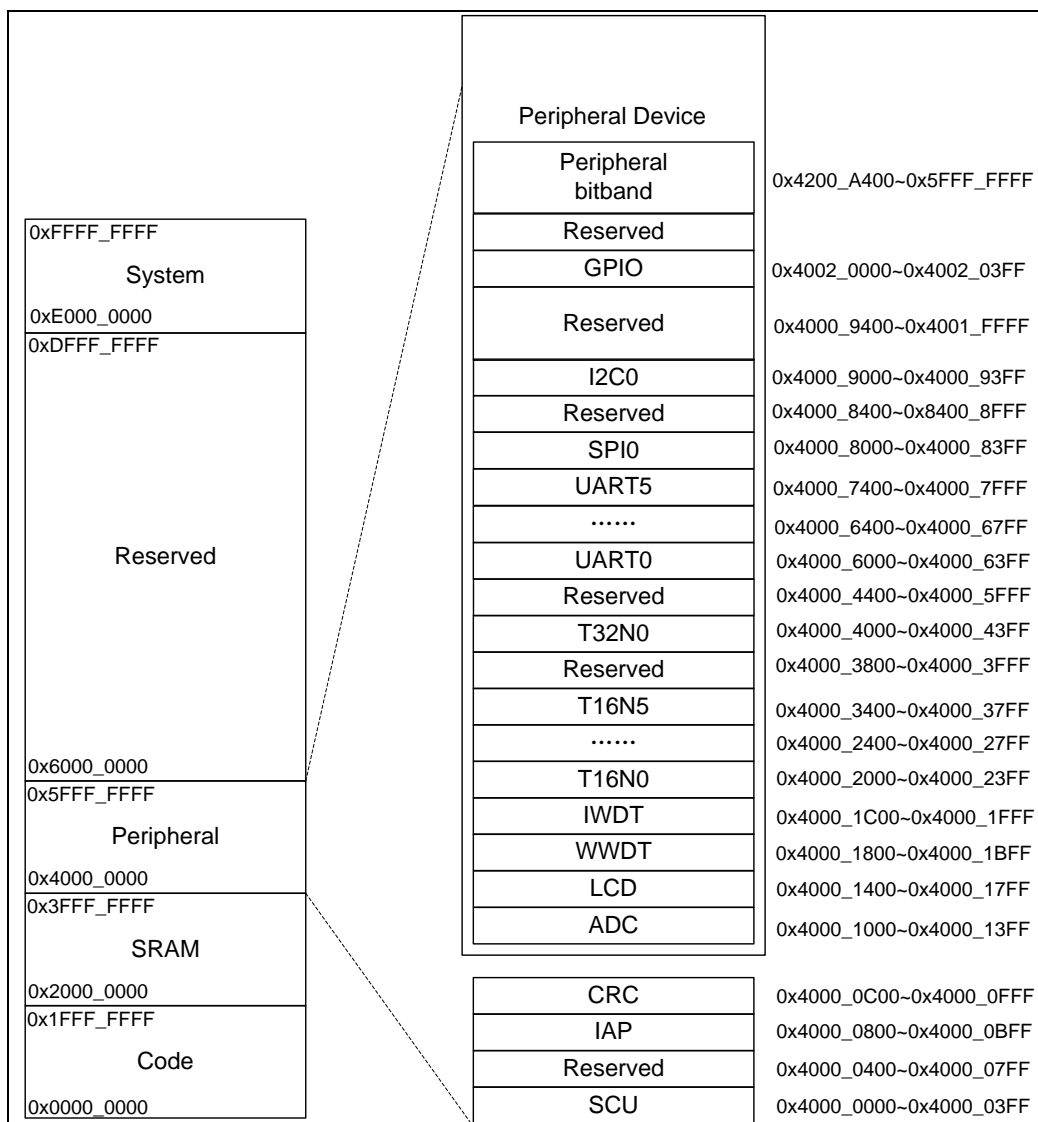 0xFFFF_FFFF
System
0xE000_0000
0xDFFF_FFFF
Reserved
0x6000_0000
0x5FFF_FFFF
Peripheral
0x4000_0000
0x3FFF_FFFF
SRAM
0x2000_0000
0x1FFF_FFFF
Code
0x0000_0000
Peripheral Device
Peripheral
bitband
0x4200_A400~0x5FFF_FFFF
Reserved
GPIO 0x4002_0000~0x4002_03FF
Reserved 0x4000_9400~0x4001_FFFF
I2C0 0x4000_9000~0x4000_93FF
Reserved 0x4000_8400~0x8400_8FFF
SPI0 0x4000_8000~0x4000_83FF
UART5 0x4000_7400~0x4000_7FFF
…… 0x4000_6400~0x4000_67FF
UART0 0x4000_6000~0x4000_63FF
Reserved 0x4000_4400~0x4000_5FFF
T32N0 0x4000_4000~0x4000_43FF
Reserved 0x4000_3800~0x4000_3FFF
T16N5 0x4000_3400~0x4000_37FF
…… 0x4000_2400~0x4000_27FF
T16N0 0x4000_2000~0x4000_23FF
IWDT 0x4000_1C00~0x4000_1FFF
WWDT 0x4000_1800~0x4000_1BFF
LCD 0x4000_1400~0x4000_17FF
ADC 0x4000_1000~0x4000_13FF
CRC 0x4000_0C00~0x4000_0FFF
IAP 0x4000_0800~0x4000_0BFF
Reserved 0x4000_0400~0x4000_07FF
SCU 0x4000_0000~0x4000_03FF